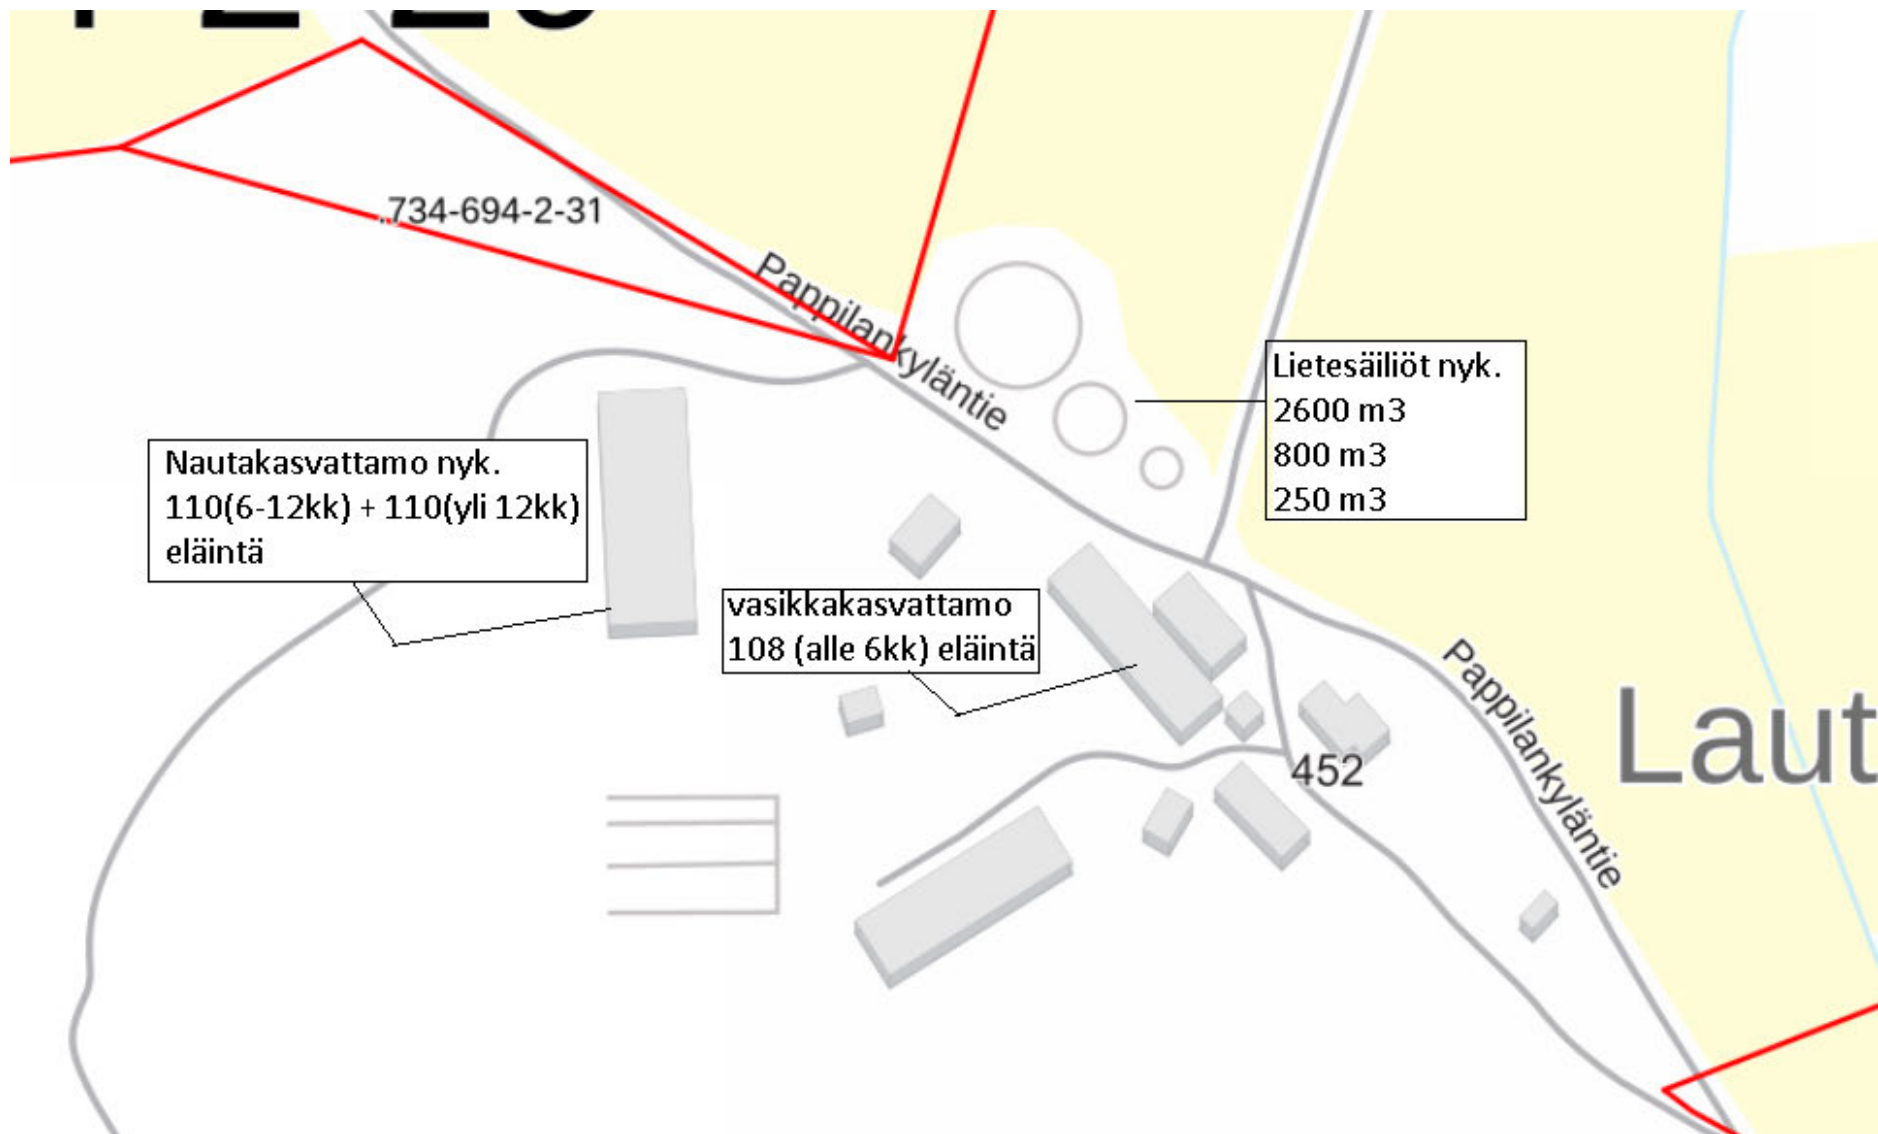 734-694-2-31
Pappilankyläntie
Lietesäiliöt nyk.
2600 m3
800 m3
250 m3
Nautakasvattamo nyk.
110(6-12kk) + 110(yli 12kk)
eläintä
vasikkakasvattamo
108 (alle 6kk) eläintä
Pappilankyläntie
Laut
452